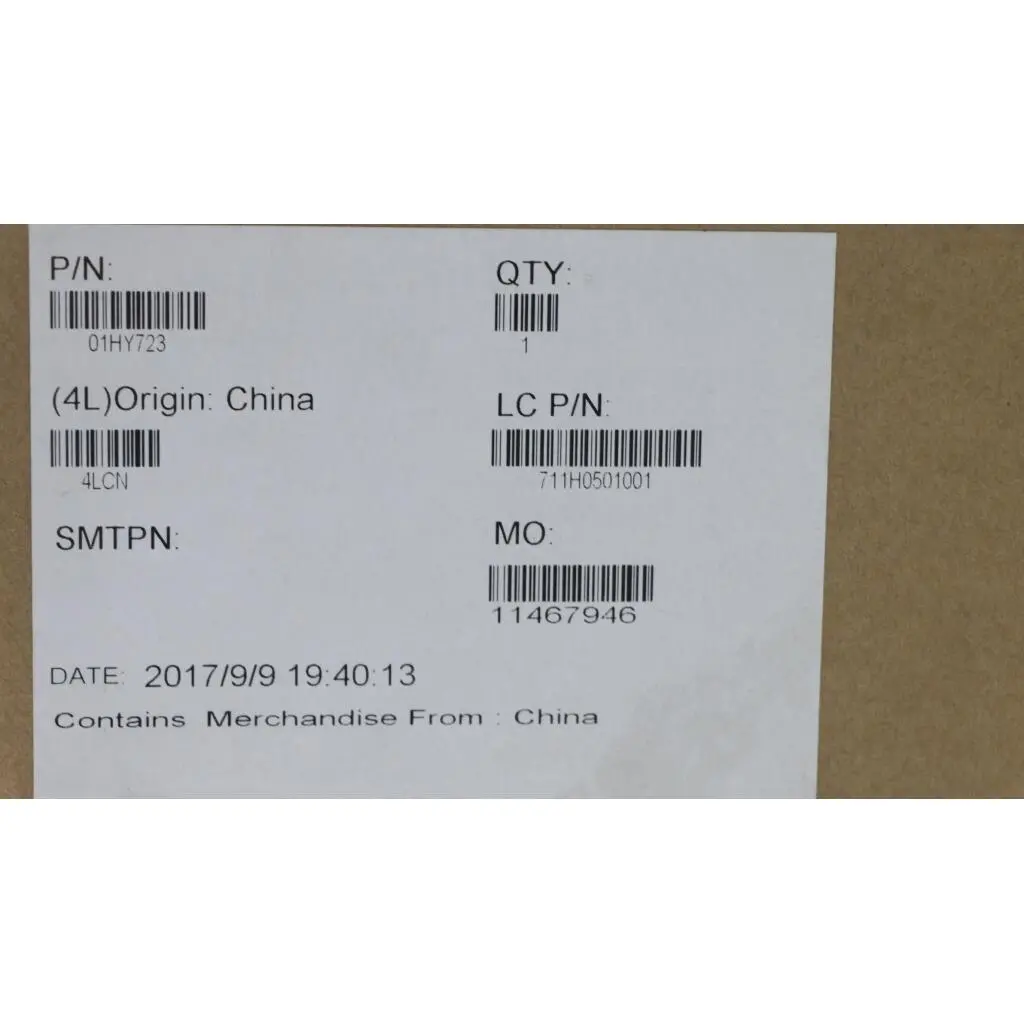 P/N:
01HY723
QTY:
1
(4L)Origin: China
4LCN
LC P/N:
711H0501001
SMTPN:
MO:
11467946
DATE: 2017/9/9 19:40:13
Contains Merchandise From : China